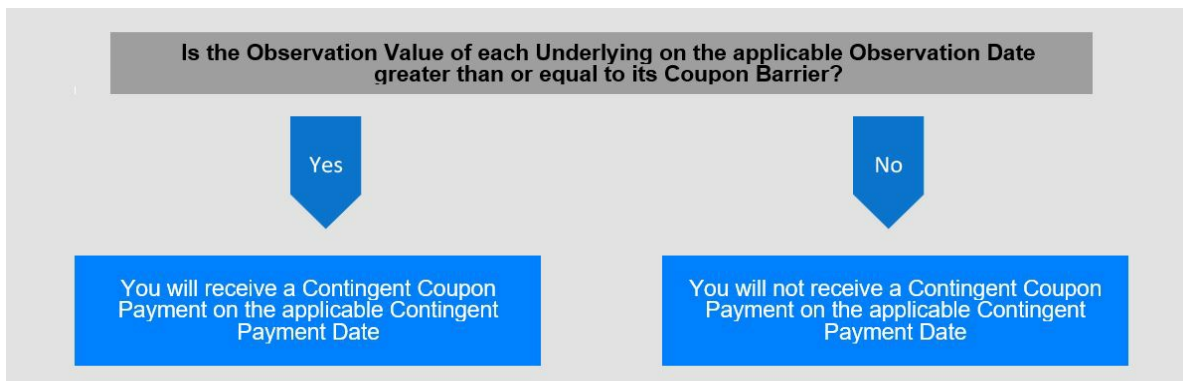 Is the Observation Value of each Underlying on the applicable Observation Date
greater than or equal to its Coupon Barrier?
Yes
No
You will receive a Contingent Coupon
Payment on the applicable Contingent
Payment Date
You will not receive a Contingent Coupon
Payment on the applicable Contingent
Payment Date